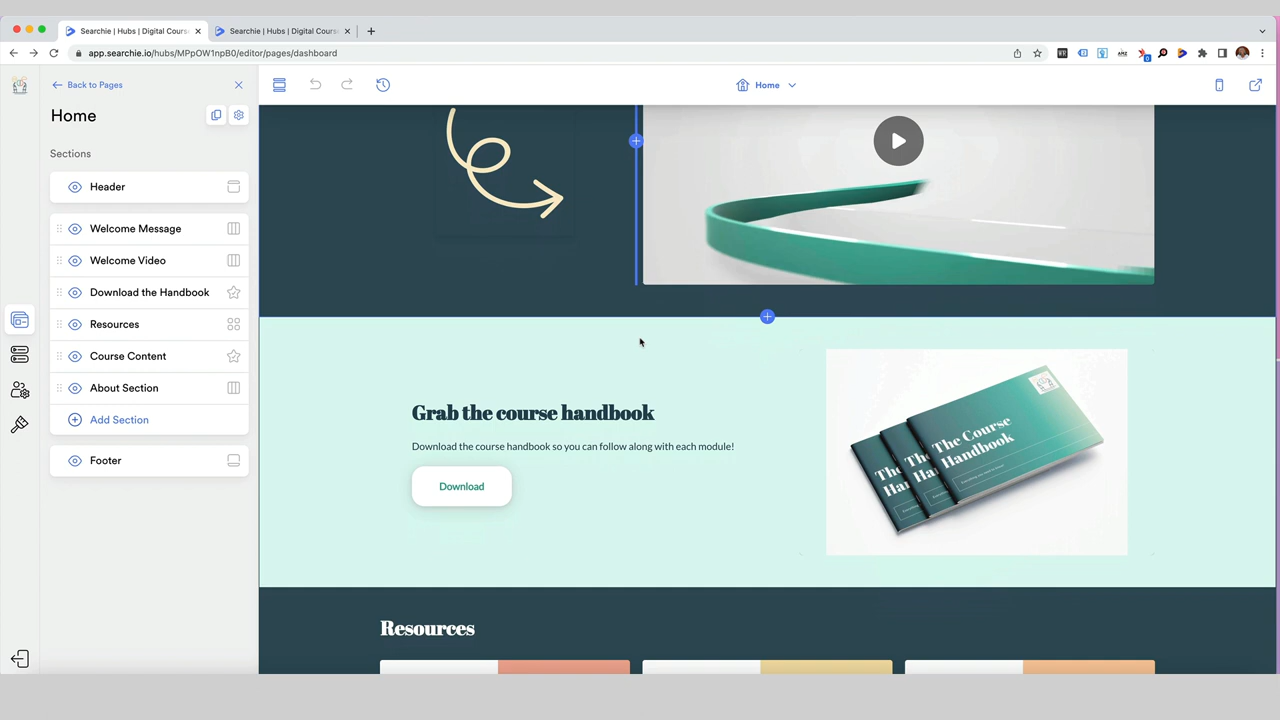 Searchie | Hubs | Digital Cours
Searchie | Hubs | Digital Cours
app.searchie.io/hubs/MPpOW1npB0/editor/pages/dashboard
Back to Pages
Home
Home
Sections
Header
Welcome Message
Welcome Video
Download the Handbook
Resources
Course Content
About Section
Add Section
Footer
Grab the course handbook
Download the course handbook so you can follow along with each module!
Download
The Course
Handbook
Resources